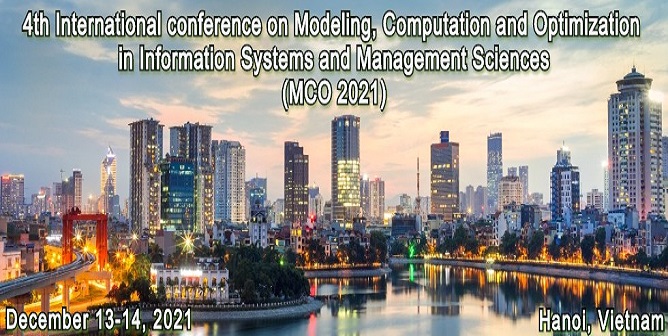 4th International conference on Modeling, Computation and Optimization
in Information Systems and Management Sciences
(MCO 2021)
December 13-14, 2021
Hanoi, Vietnam